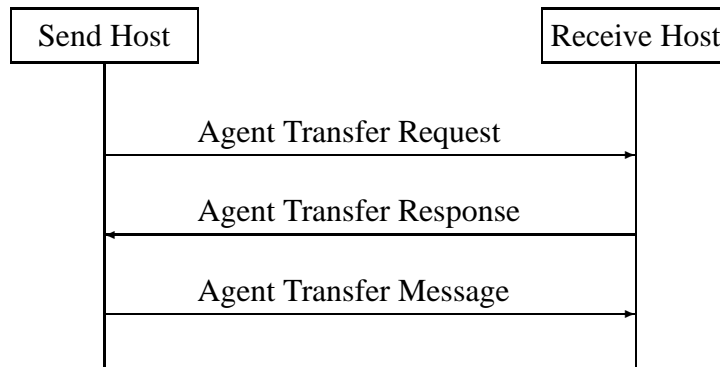 Send Host
Receive Host
Agent Transfer Request
Agent Transfer Response
Agent Transfer Message